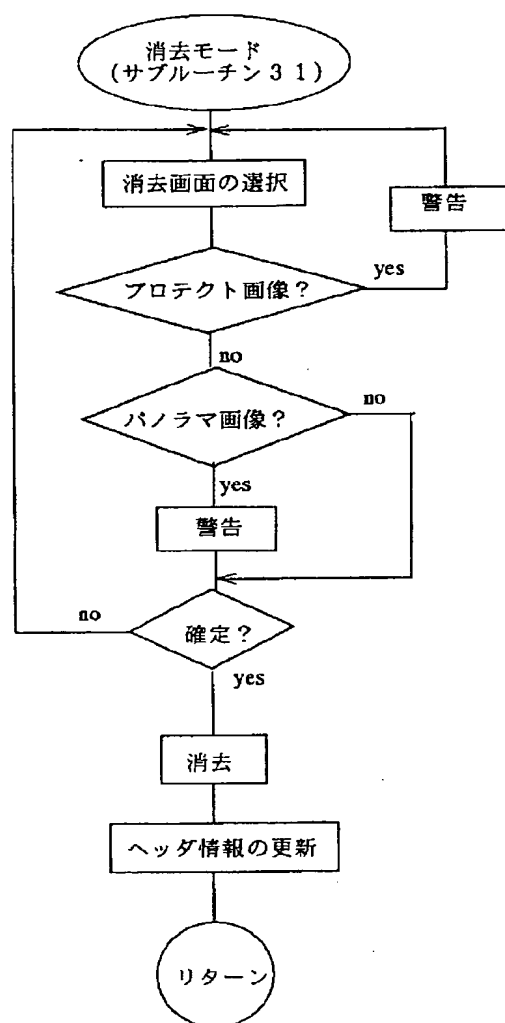 消去モード
(サブルーチン31)
消去画面の選択
警告
プロテクト画像?
yes
no
パノラマ画像?
no
yes
警告
no
確定?
yes
消去
ヘッダ情報の更新
リターン